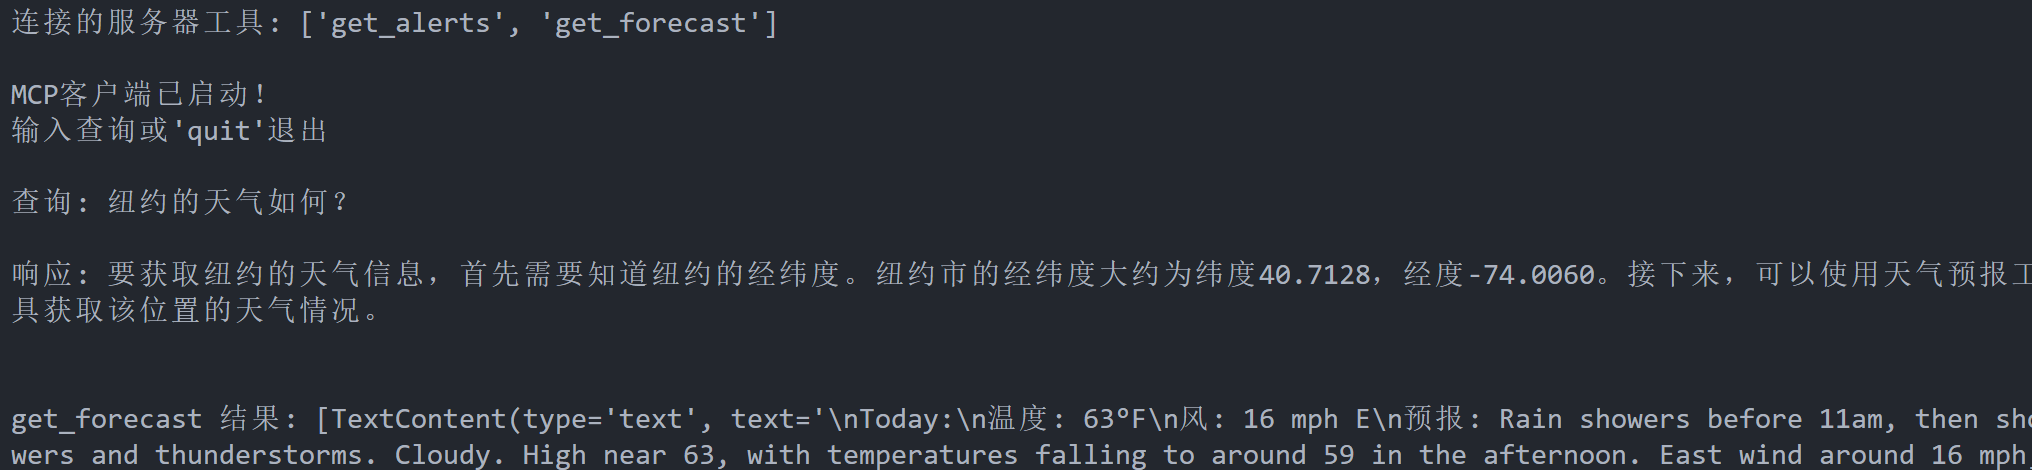 连接的服务器工具: ['get_alerts', 'get_forecast']
MCP客户端已启动!
输入查询或'quit'退出
查询: 纽约的天气如何?
响应: 要获取纽约的天气信息，首先需要知道纽约的经纬度。纽约市的经纬度大约为纬度40.7128，经度-74.0060。接下来，可以使用天气预报工
具获取该位置的天气情况。
get_forecast 结果: [TextContent(type='text', text='\nToday:\n温度: 63°F\n风: 16 mph E\n预报: Rain showers before 11am, then sho
wers and thunderstorms. Cloudy. High near 63, with temperatures falling to around 59 in the afternoon. East wind around 16 mph